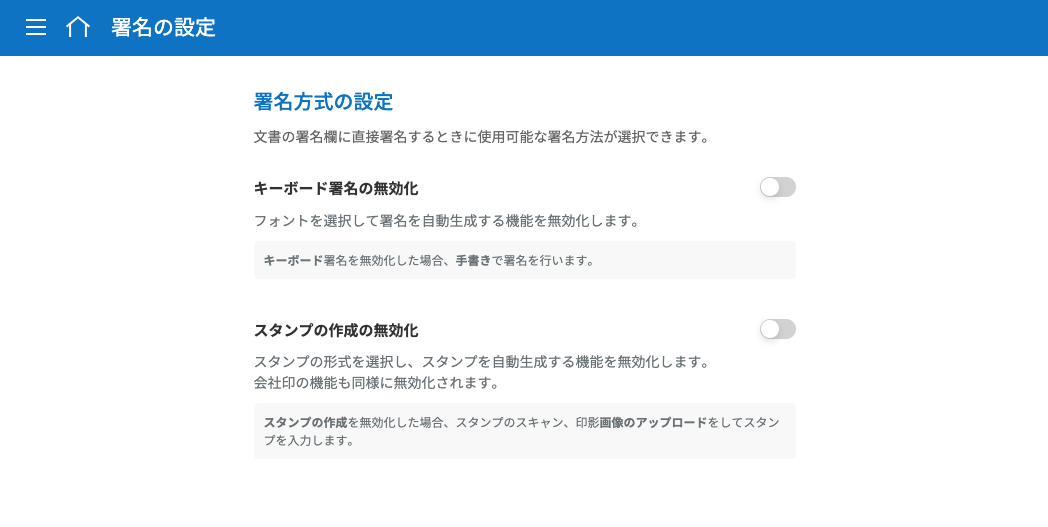 署名の設定
署名方式の設定
文書の署名欄に直接署名するときに使用可能な署名方法が選択できます。
キーボード署名の無効化
フォントを選択して署名を自動生成する機能を無効化します。
キーボード署名を無効化した場合、手書きで署名を行います。
スタンプの作成の無効化
スタンプの形式を選択し、スタンプを自動生成する機能を無効化します。
会社印の機能も同様に無効化されます。
スタンプの作成を無効化した場合、スタンプのスキャン、印影画像のアップロードをしてスタン
プを入力します。